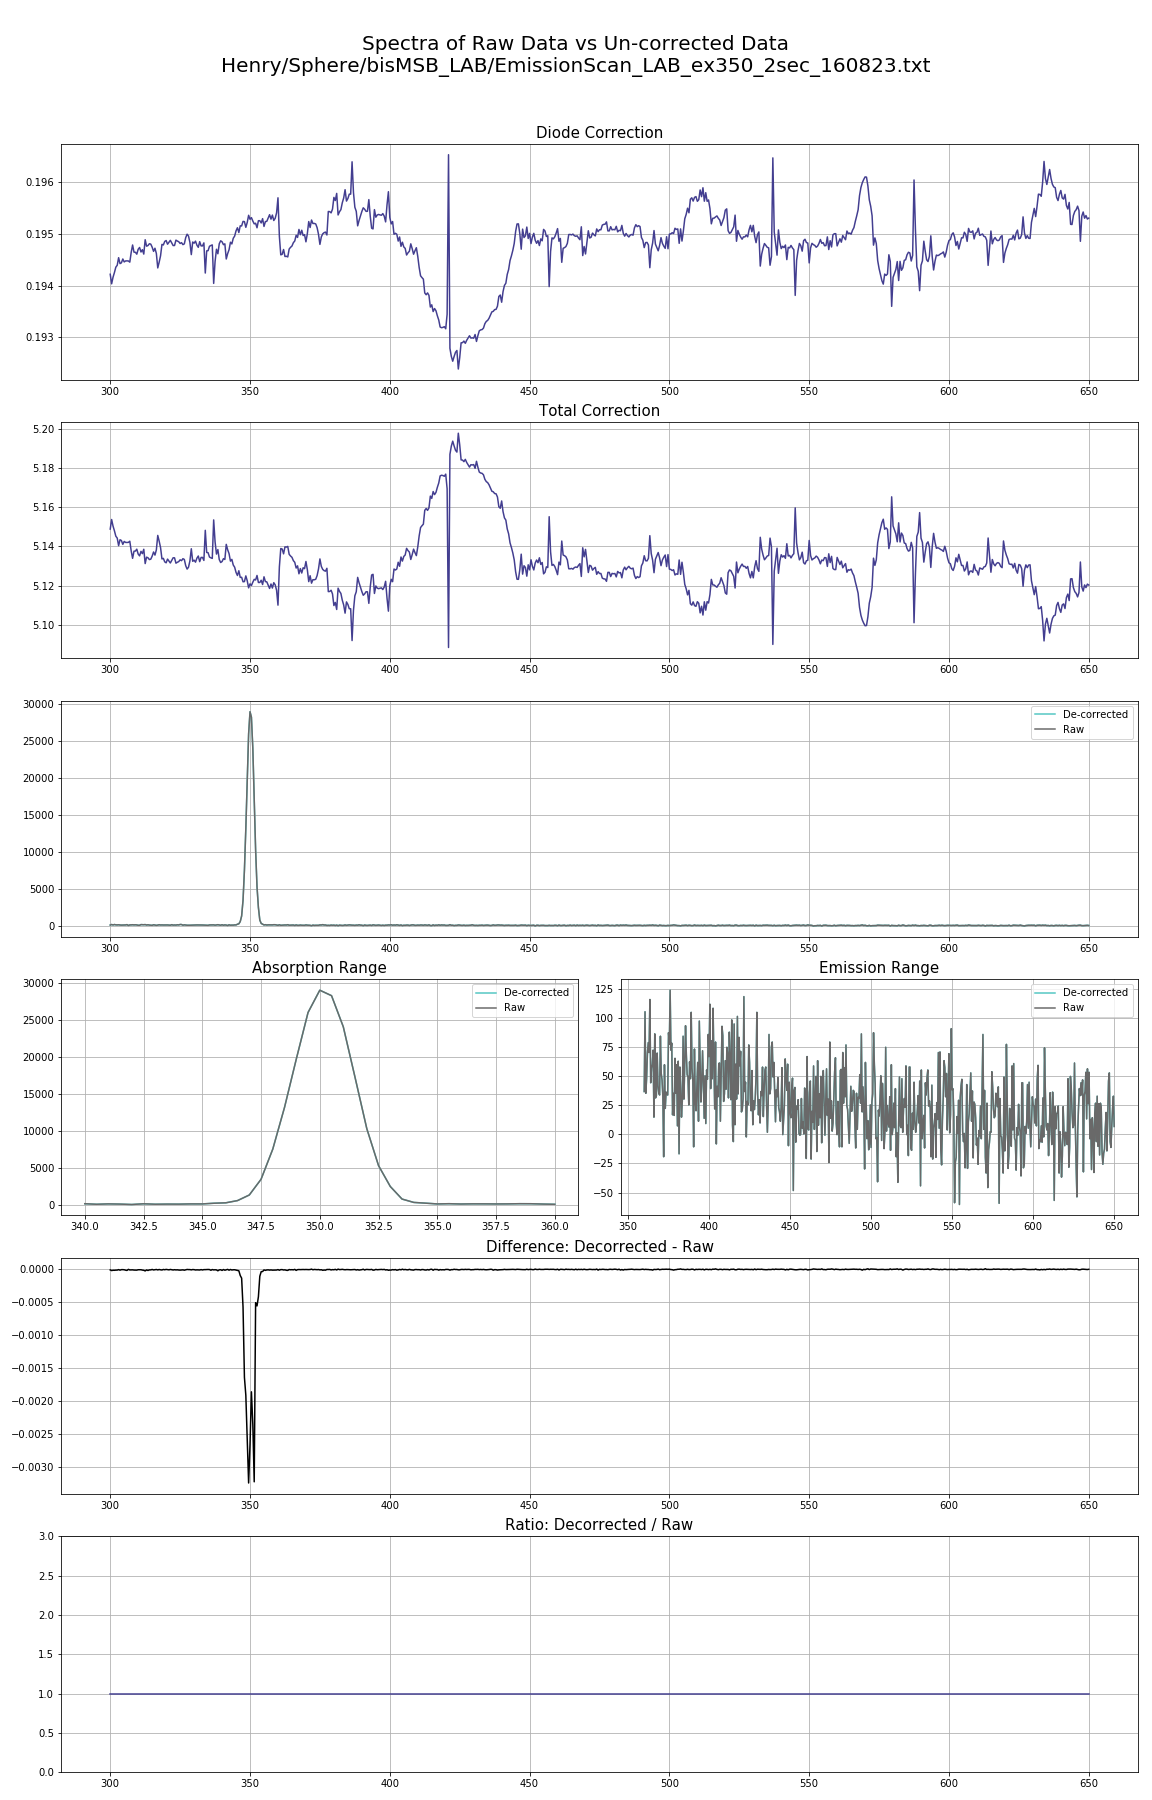 Spectra of Raw Data vs Un-corrected Data
Henry/Sphere/bisMSB_LAB/EmissionScan_LAB_ex350_2sec_160823.txt
Diode Correction
0.196
0.195
0.194
0.193
300 350 400 450 500 550 600 650
Total Correction
5.20
5.18
5.16
5.14
5.12
5.10
300 350 400 450 500 550 600 650
30000
25000
20000
15000
10000
5000
0
De-corrected
Raw
300 350 400 450 500 550 600 650
Absorption Range
30000
25000
20000
15000
10000
5000
0
De-corrected
Raw
340.0 342.5 345.0 347.5 350.0 352.5 355.0 357.5 360.0
Emission Range
125
100
75
50
25
0
−25
−50
De-corrected
Raw
350 400 450 500 550 600 650
Difference: Decorrected - Raw
0.0000
−0.0005
−0.0010
−0.0015
−0.0020
−0.0025
−0.0030
300 350 400 450 500 550 600 650
Ratio: Decorrected / Raw
3.0
2.5
2.0
1.5
1.0
0.5
0.0
300 350 400 450 500 550 600 650